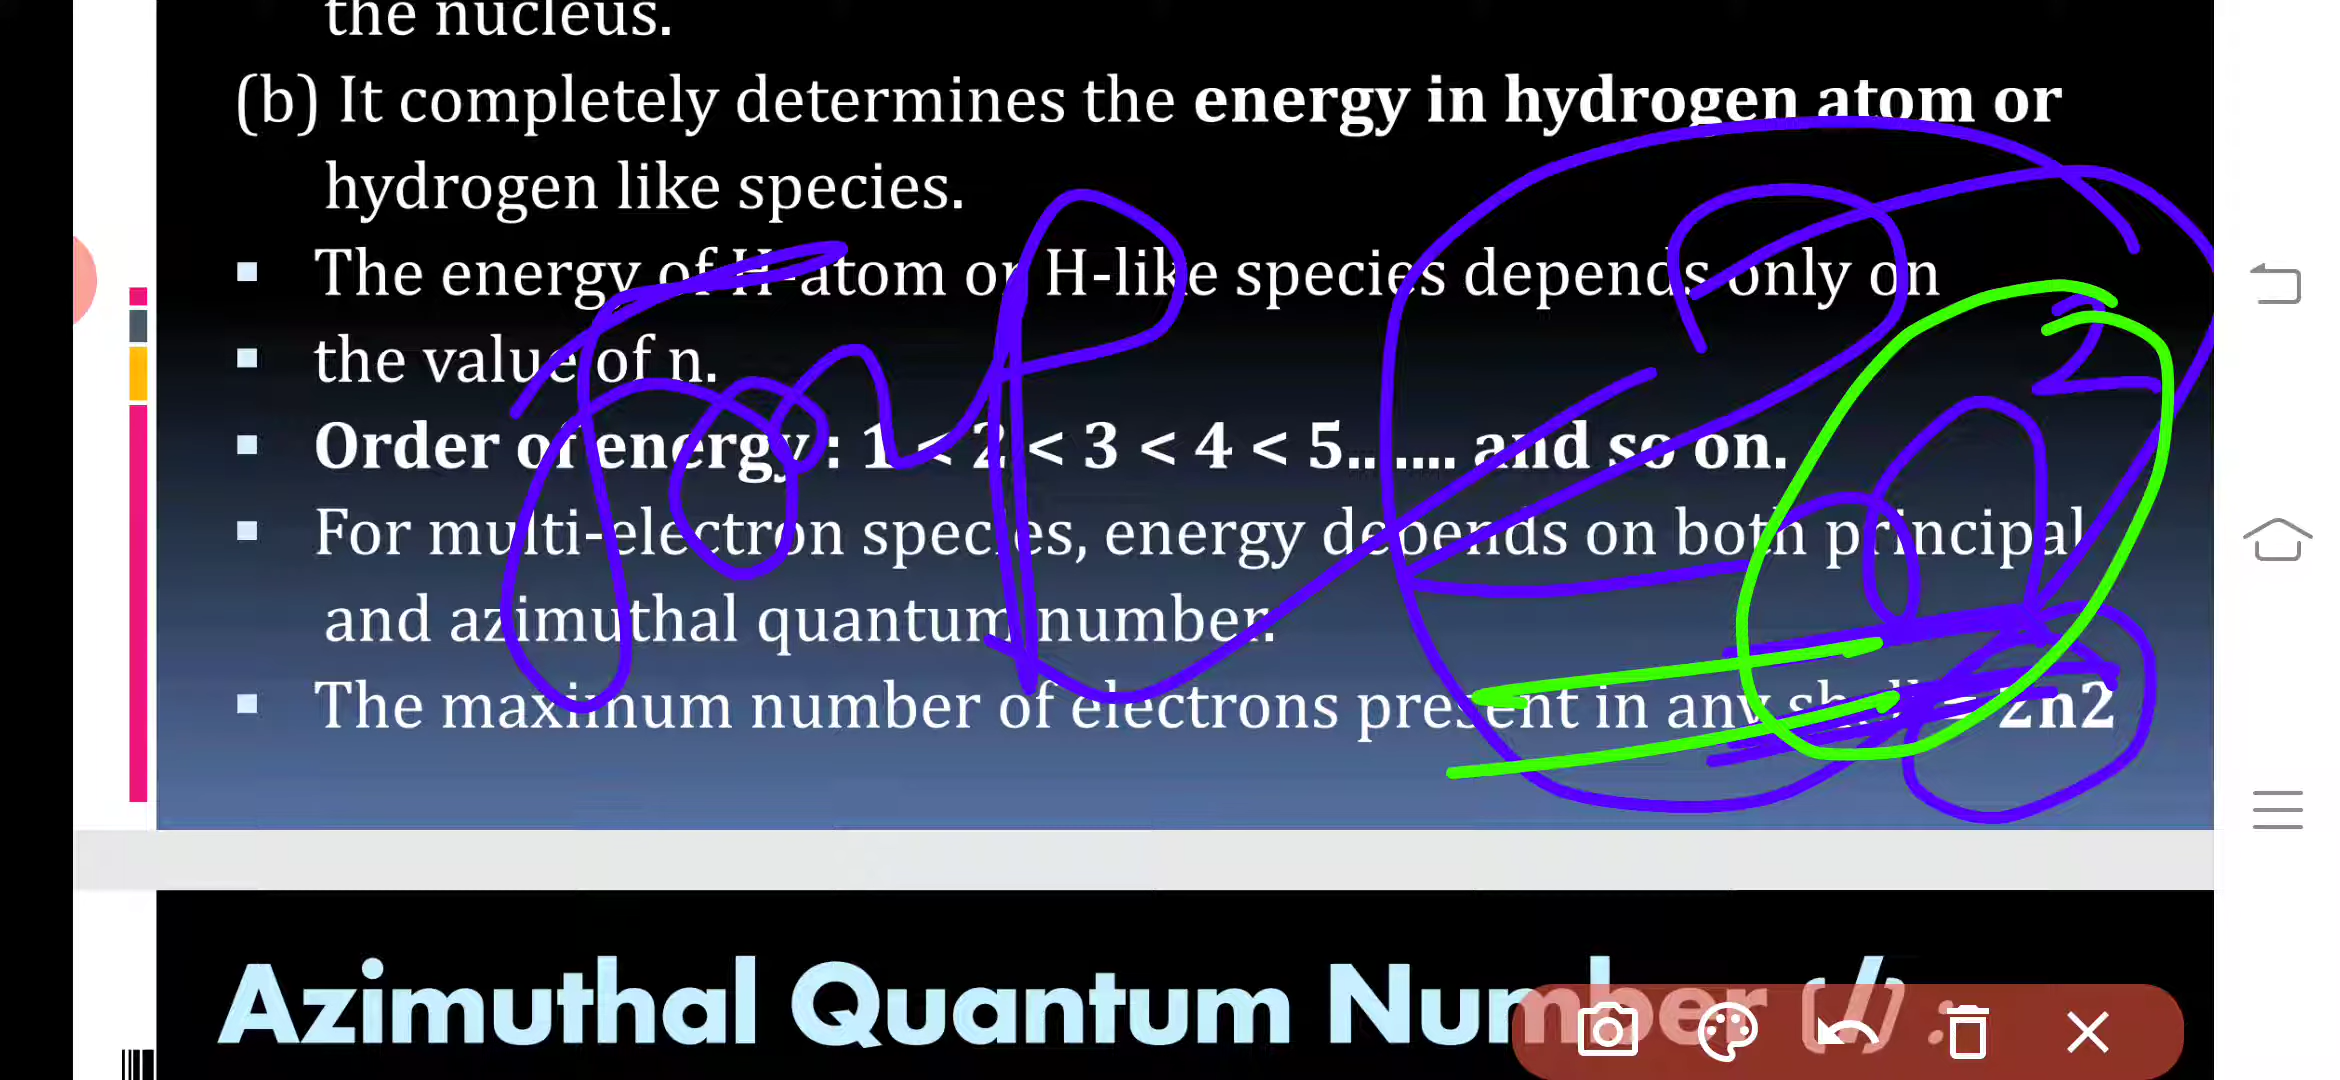 the nucleus.
(b) It completely determines the energy in hydrogen atom or
hydrogen like species.
▪ The energy of H-atom or H-like species depends only on
▪ the value of n.
▪ Order of energy : 1 < 2 < 3 < 4 < 5....... and so on.
▪ For multi-electron species, energy depends on both principal
and azimuthal quantum number.
▪ The maximum number of electrons present in any shell = 2n2
Azimuthal Quantum Number (l) :